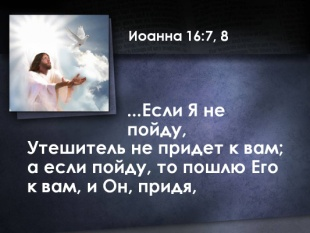 Иоанна 16:7, 8
...Если Я не
пойду,
Утешитель не придет к вам;
а если пойду, то пошлю Его
к вам, и Он, придя,